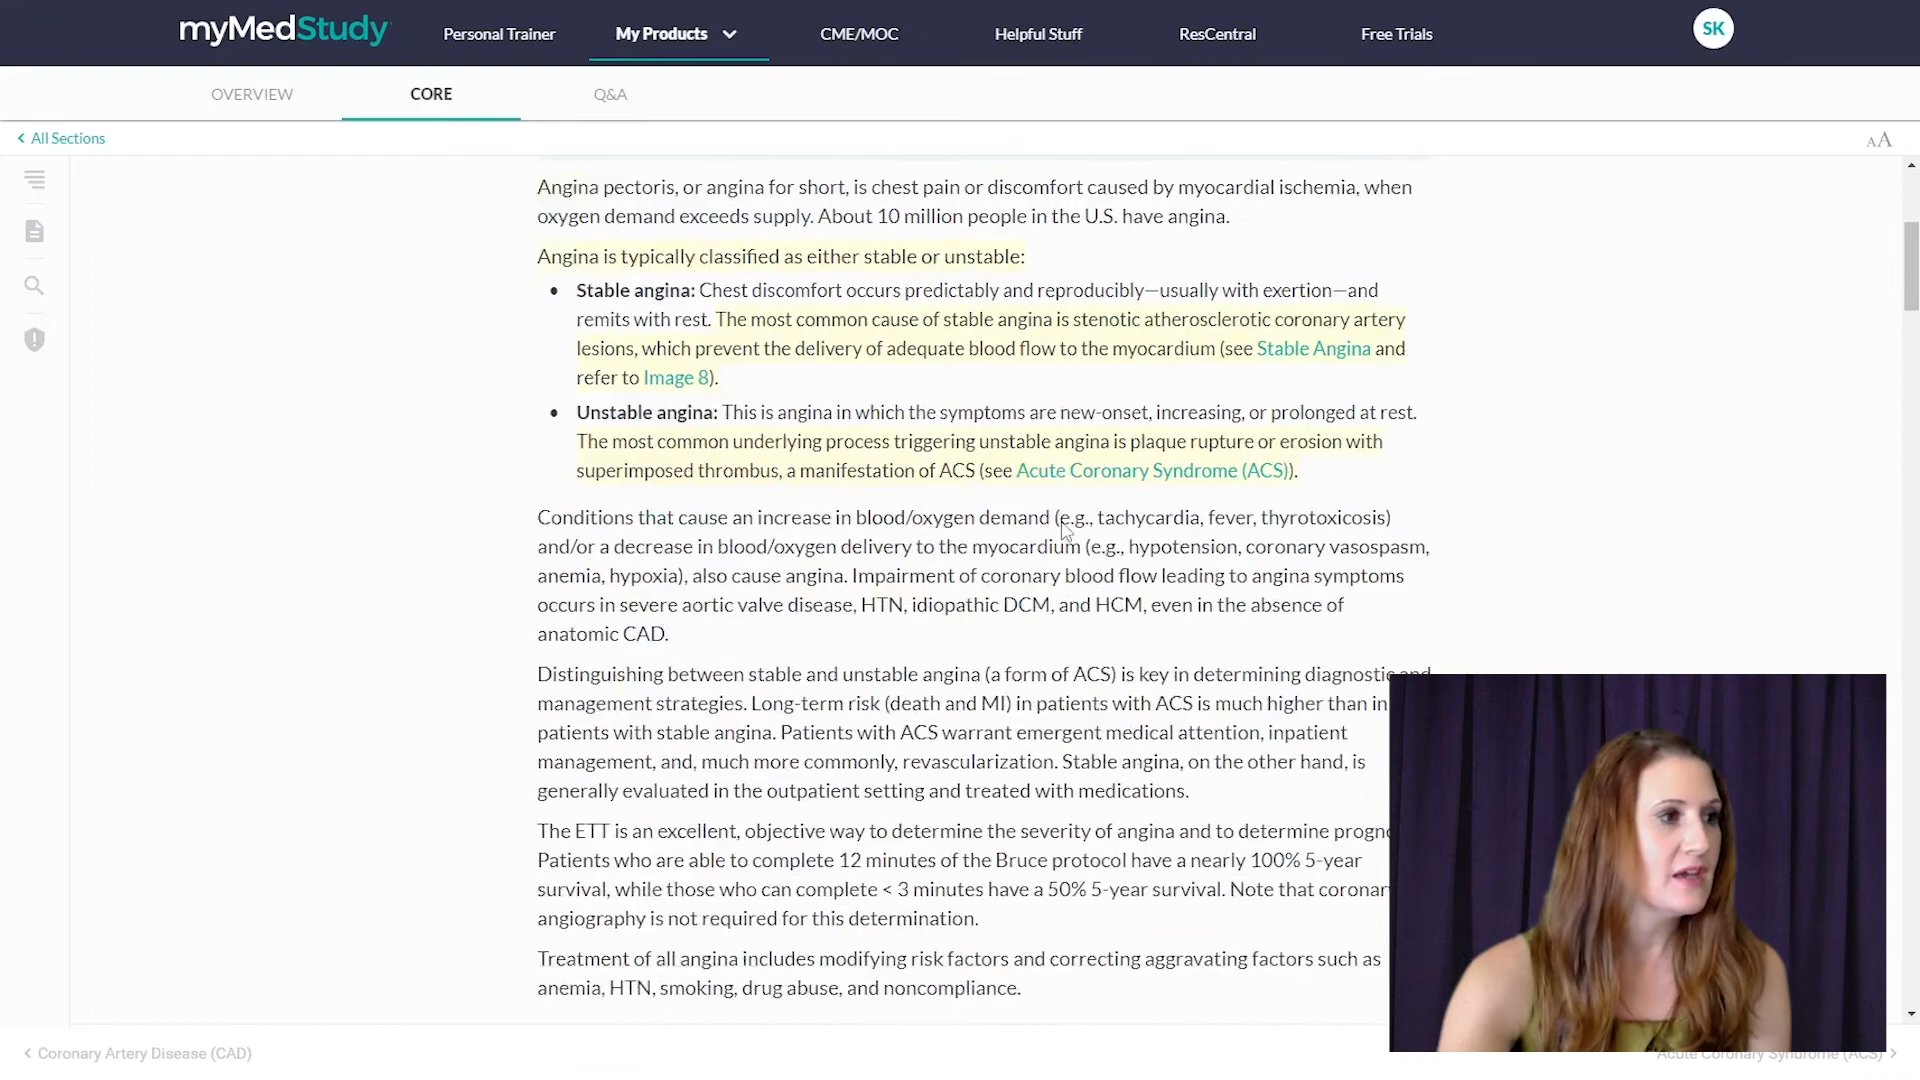 myMedStudy
Personal Trainer
My Products
CME/MOC
Helpful Stuff
ResCentral
Free Trials
SK
OVERVIEW
CORE
Q&A
All Sections
AA
Angina pectoris, or angina for short, is chest pain or discomfort caused by myocardial ischemia, when
oxygen demand exceeds supply. About 10 million people in the U.S. have angina.
Angina is typically classified as either stable or unstable:
• Stable angina: Chest discomfort occurs predictably and reproducibly—usually with exertion—and
remits with rest. The most common cause of stable angina is stenotic atherosclerotic coronary artery
lesions, which prevent the delivery of adequate blood flow to the myocardium (see Stable Angina and
refer to Image 8).
• Unstable angina: This is angina in which the symptoms are new-onset, increasing, or prolonged at rest.
The most common underlying process triggering unstable angina is plaque rupture or erosion with
superimposed thrombus, a manifestation of ACS (see Acute Coronary Syndrome (ACS)).
Conditions that cause an increase in blood/oxygen demand (e.g., tachycardia, fever, thyrotoxicosis)
and/or a decrease in blood/oxygen delivery to the myocardium (e.g., hypotension, coronary vasospasm,
anemia, hypoxia), also cause angina. Impairment of coronary blood flow leading to angina symptoms
occurs in severe aortic valve disease, HTN, idiopathic DCM, and HCM, even in the absence of
anatomic CAD.
Distinguishing between stable and unstable angina (a form of ACS) is key in determining diagnostic and
management strategies. Long-term risk (death and MI) in patients with ACS is much higher than in
patients with stable angina. Patients with ACS warrant emergent medical attention, inpatient
management, and, much more commonly, revascularization. Stable angina, on the other hand, is
generally evaluated in the outpatient setting and treated with medications.
The ETT is an excellent, objective way to determine the severity of angina and to determine progno
Patients who are able to complete 12 minutes of the Bruce protocol have a nearly 100% 5-year
survival, while those who can complete < 3 minutes have a 50% 5-year survival. Note that coronar
angiography is not required for this determination.
Treatment of all angina includes modifying risk factors and correcting aggravating factors such as
anemia, HTN, smoking, drug abuse, and noncompliance.
Coronary Artery Disease (CAD)
Acute Coronary Syndrome (ACS)